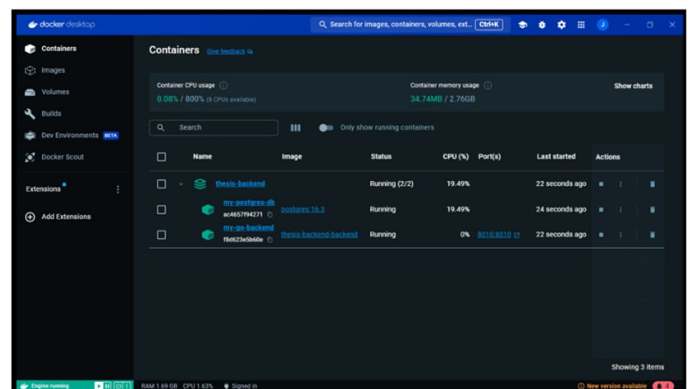 docker desktop
Search for images, containers, volumes, ext... Ctrl+K
J
Containers
Images
Volumes
Builds
Dev Environments BETA
Docker Scout
Extensions
Add Extensions
Containers Give feedback
Container CPU usage
0.08% / 800% (8 CPUs available)
Container memory usage
34.74MB / 2.76GB
Show charts
Search
Only show running containers
Name Image Status CPU (%) Port(s) Last started Actions
thesis-backend Running (2/2) 19.49% 22 seconds ago
my-postgres-db
ac4657f94271
postgres:16.3 Running 19.49% 24 seconds ago
my-go-backend
f8d623e5b60e
thesis-backend-backend Running 0% 8010:8010 22 seconds ago
Showing 3 items
Engine running
RAM 1.69 GB CPU 1.63% Signed in
New version available